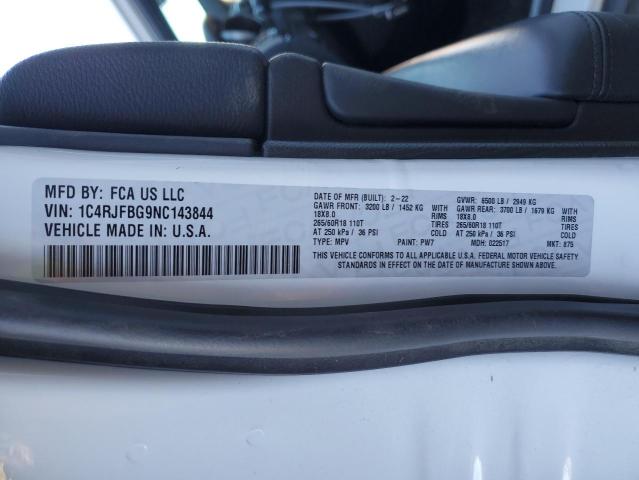 MFD BY: FCA US LLC
VIN: 1C4RJFBG9NC143844
VEHICLE MADE IN: U.S.A.
DATE OF MFR (BUILT): 2-22 GVWR: 6500 LB / 2949 KG
GAWR FRONT: 3200 LB / 1452 KG WITH GAWR REAR: 3700 LB / 1679 KG WITH
18X8.0 RIMS 18X8.0 RIMS
265/60R18 110T TIRES 265/60R18 110T TIRES
AT 250 kPa / 36 PSI COLD AT 250 kPa / 36 PSI COLD
TYPE: MPV PAINT: PW7 MDH: 022517 MKT: 875
THIS VEHICLE CONFORMS TO ALL APPLICABLE U.S.A. FEDERAL MOTOR VEHICLE SAFETY
STANDARDS IN EFFECT ON THE DATE OF MANUFACTURE SHOWN ABOVE.